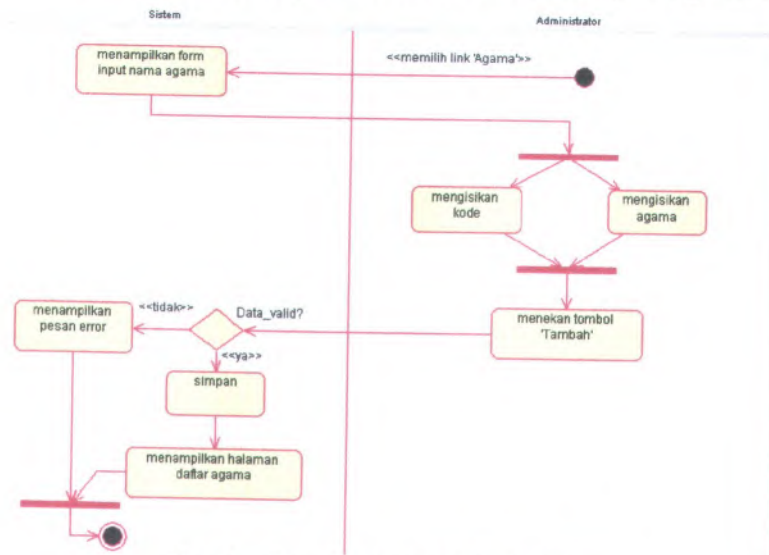 Sistem
Administrator
menampilkan form
input nama agama
<<memilih link 'Agama'>>
mengisikan
kode
mengisikan
agama
menampilkan
pesan error
<<tidak>>
Data_valid?
menekan tombol
'Tambah'
<<ya>>
simpan
menampilkan halaman
daftar agama